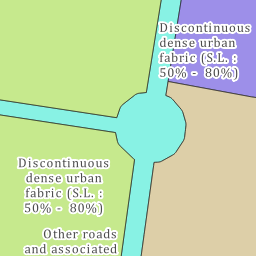 Discontinuous
dense urban
fabric (S.L. :
50% - 80%)
Discontinuous
dense urban
fabric (S.L. :
50% - 80%)
Other roads
and associated